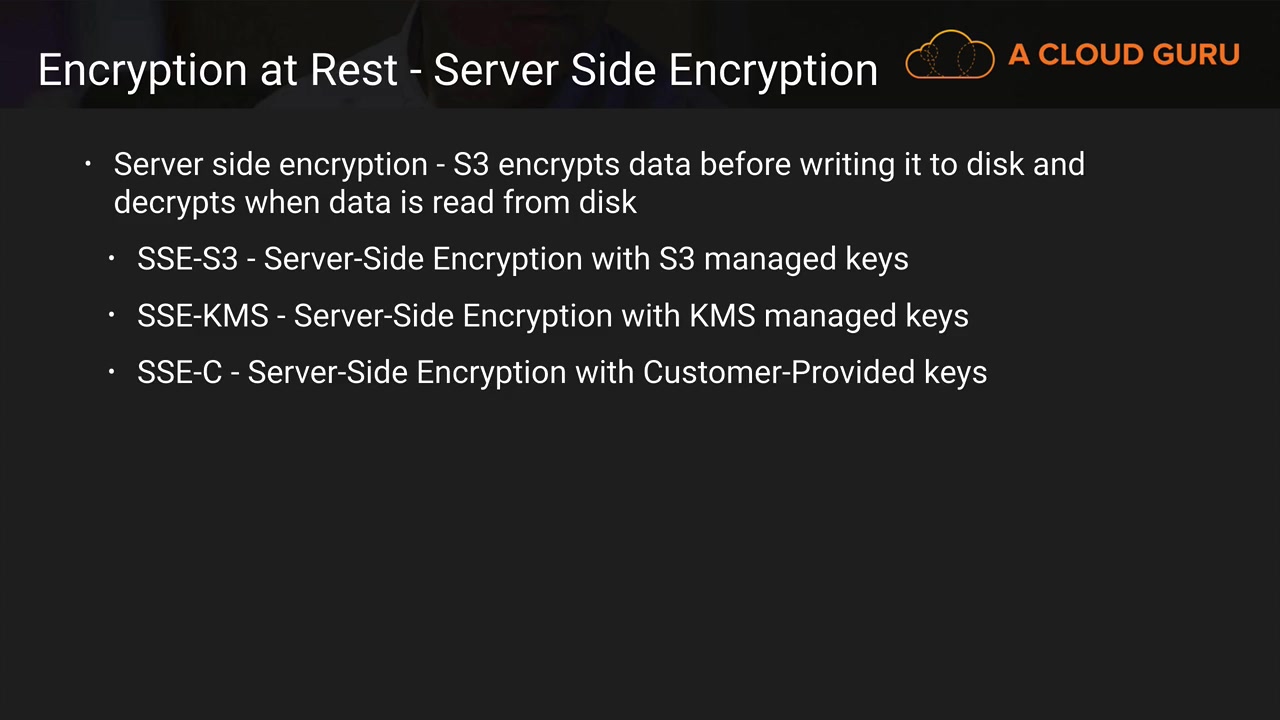 Encryption at Rest - Server Side Encryption
A CLOUD GURU
• Server side encryption - S3 encrypts data before writing it to disk and
decrypts when data is read from disk
• SSE-S3 - Server-Side Encryption with S3 managed keys
• SSE-KMS - Server-Side Encryption with KMS managed keys
• SSE-C - Server-Side Encryption with Customer-Provided keys